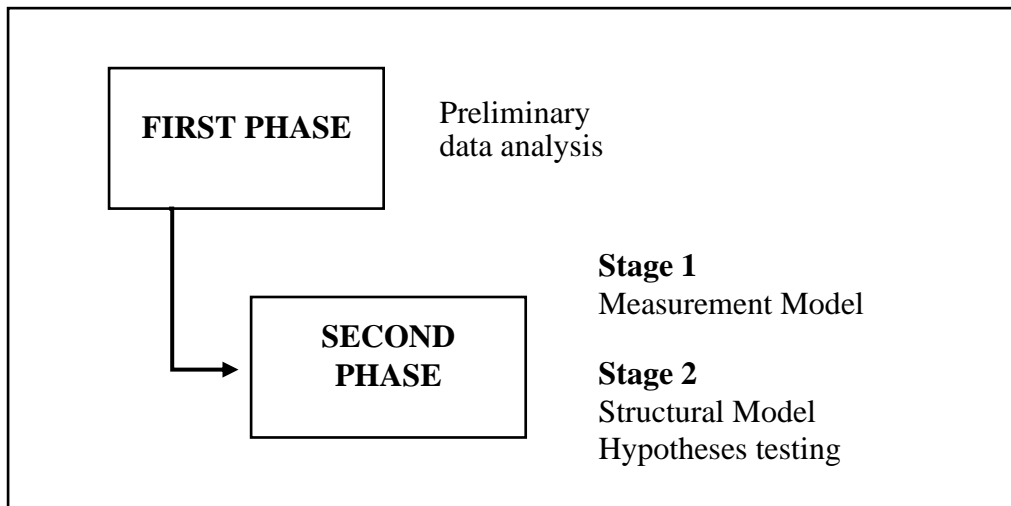 FIRST PHASE
Preliminary
data analysis
SECOND
PHASE
Stage 1
Measurement Model
Stage 2
Structural Model
Hypotheses testing